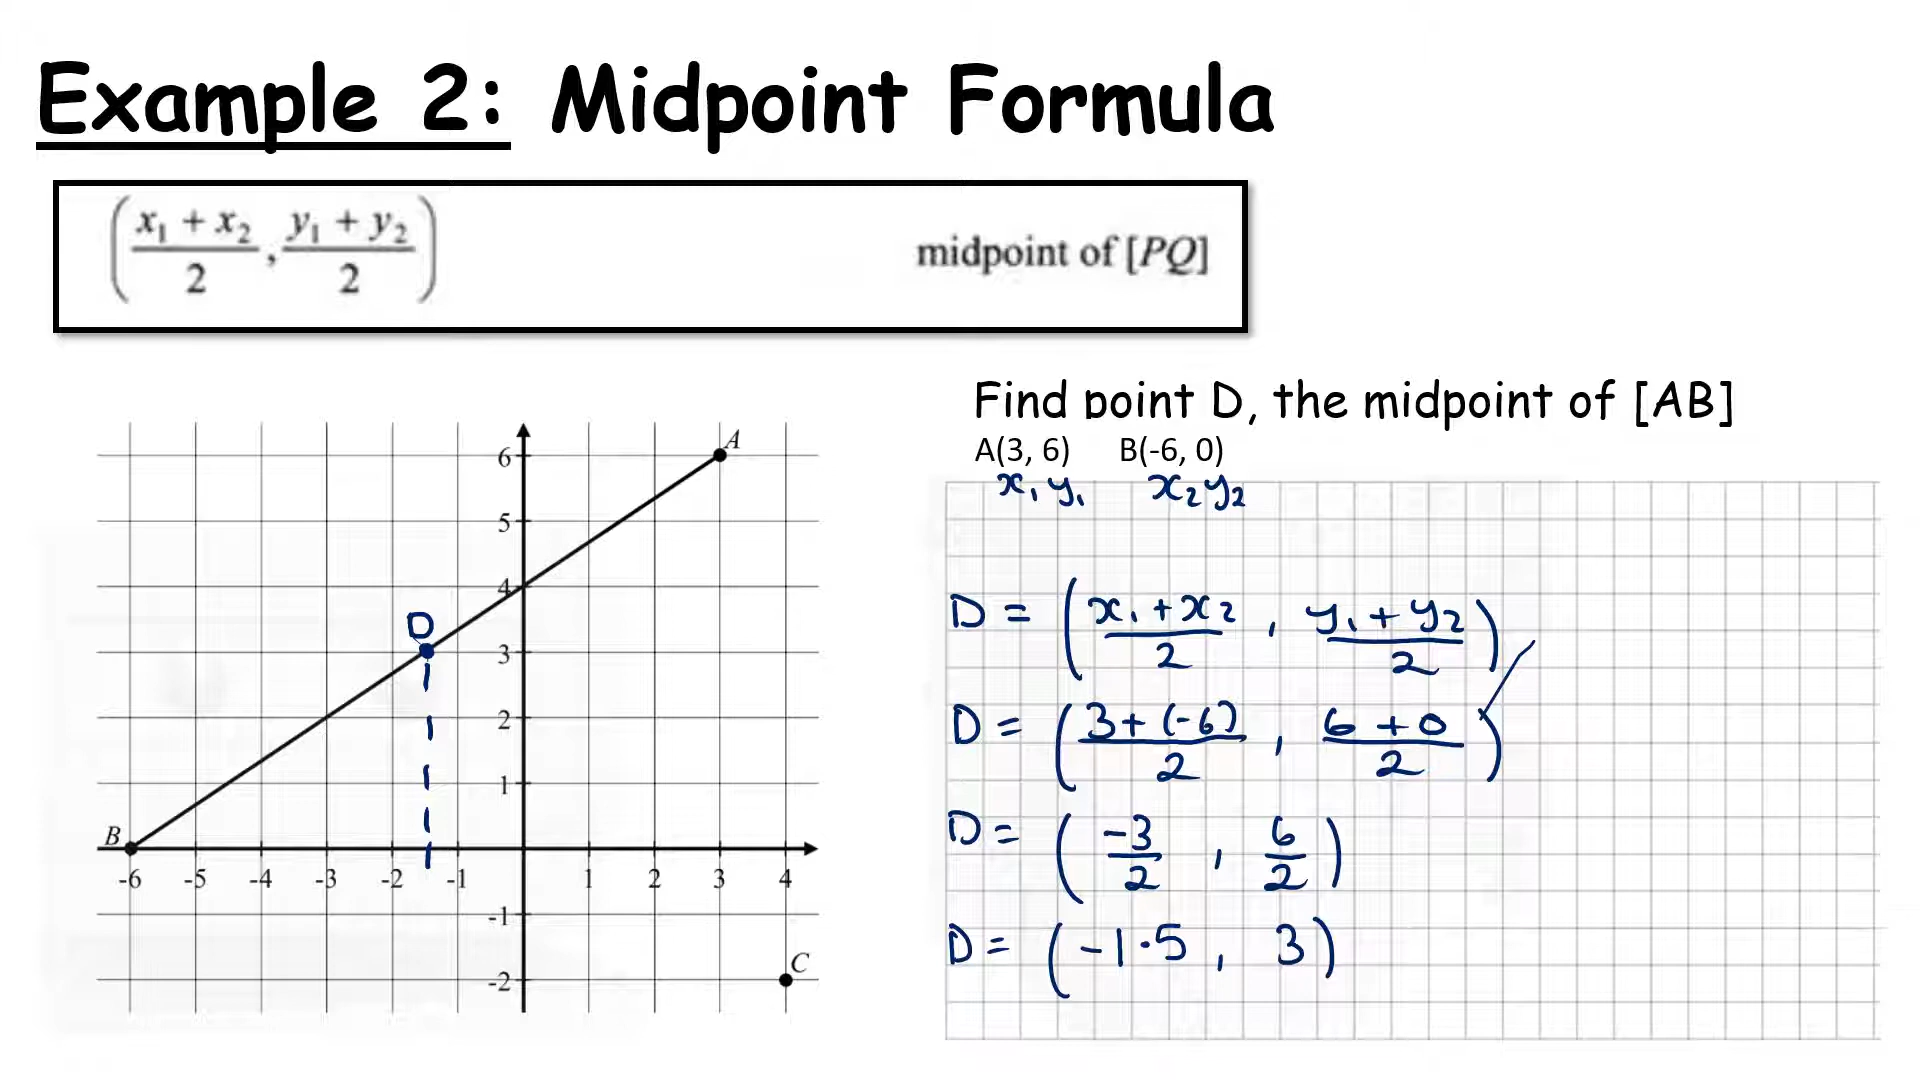 Example 2: Midpoint Formula
(x₁ + x₂ / 2 , y₁ + y₂ / 2) midpoint of [PQ]
Find point D, the midpoint of [AB]
A(3, 6) B(-6, 0)
x₁ y₁ x₂ y₂
D = (x₁ + x₂ / 2 , y₁ + y₂ / 2)
D = (3 + (-6) / 2 , 6 + 0 / 2)
D = (-3 / 2 , 6 / 2)
D = (-1·5 , 3)
A
6
5
4
D
3
2
1
B
-6 -5 -4 -3 -2 -1 1 2 3 4
-1
C
-2